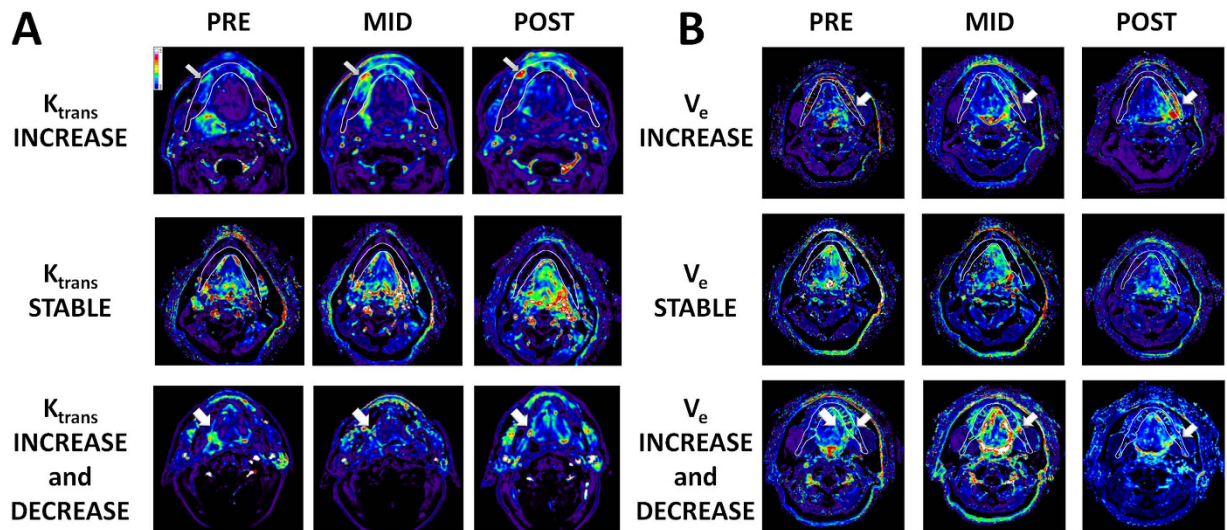 A
PRE
MID
POST
Ktrans
INCREASE
Ktrans
STABLE
Ktrans
INCREASE
and
DECREASE
B
PRE
MID
POST
Ve
INCREASE
Ve
STABLE
Ve
INCREASE
and
DECREASE